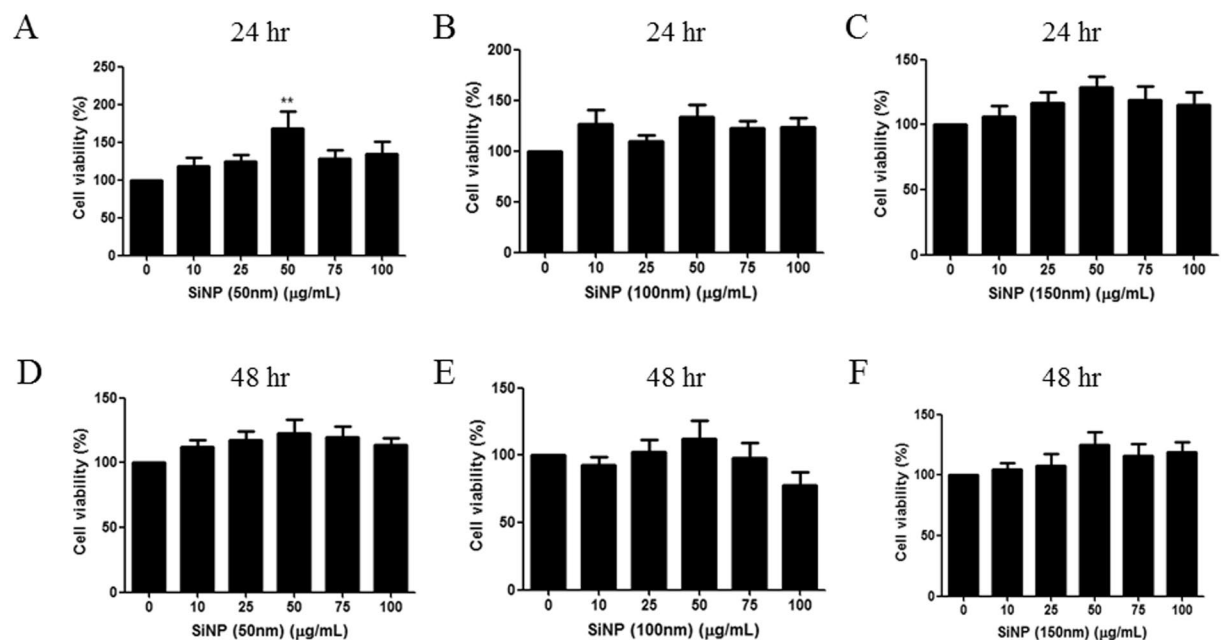 A
24 hr
Cell viability (%)
250
200
150
100
50
0
**
0 10 25 50 75 100
SiNP (50nm) (μg/mL)
B
24 hr
Cell viability (%)
200
150
100
50
0
0 10 25 50 75 100
SiNP (100nm) (μg/mL)
C
24 hr
Cell viability (%)
150
100
50
0
0 10 25 50 75 100
SiNP (150nm) (μg/mL)
D
48 hr
Cell viability (%)
150
100
50
0
0 10 25 50 75 100
SiNP (50nm) (μg/mL)
E
48 hr
Cell viability (%)
150
100
50
0
0 10 25 50 75 100
SiNP (100nm) (μg/mL)
F
48 hr
Cell viability (%)
150
100
50
0
0 10 25 50 75 100
SiNP (150nm) (μg/mL)